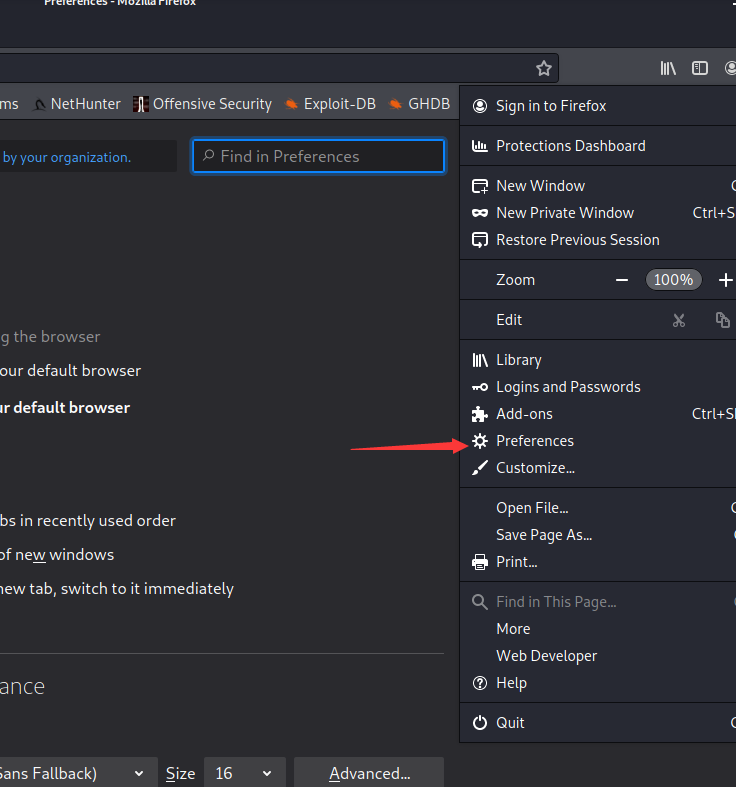 Preferences - Mozilla Firefox
ms NetHunter Offensive Security Exploit-DB GHDB
Sign in to Firefox
Protections Dashboard
by your organization.
Find in Preferences
New Window
New Private Window Ctrl+S
Restore Previous Session
Zoom 100%
Edit
g the browser
Library
our default browser
Logins and Passwords
r default browser
Add-ons Ctrl+S
Preferences
Customize...
Open File...
bs in recently used order
Save Page As...
of new windows
Print...
new tab, switch to it immediately
Find in This Page...
More
Web Developer
ance
Help
Quit
Sans Fallback) Size 16 Advanced...